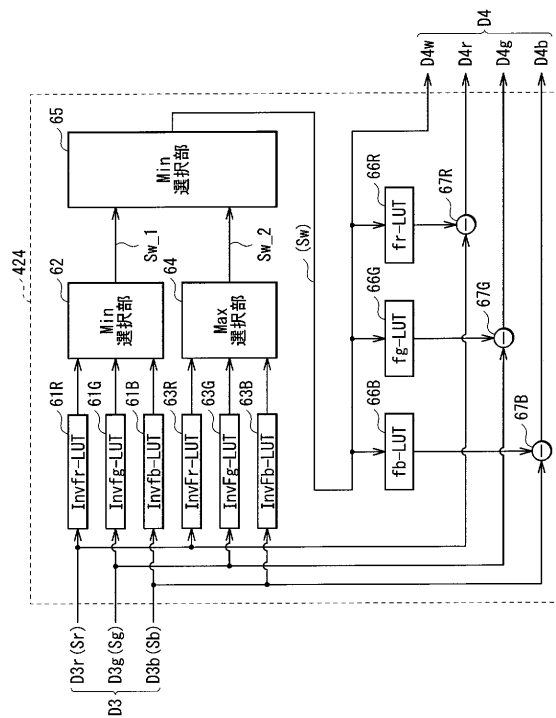 424
D3
D3r(Sr)
D3g(Sg)
D3b(Sb)
61R
Invfr-LUT
61G
Invfg-LUT
61B
Invfb-LUT
63R
InvFr-LUT
63G
InvFg-LUT
63B
InvFb-LUT
62
Min
選択部
64
Max
選択部
Sw_1
Sw_2
65
Min
選択部
(Sw)
66R
fr-LUT
66G
fg-LUT
66B
fb-LUT
67R
67G
67B
D4w
D4r
D4g
D4b
D4